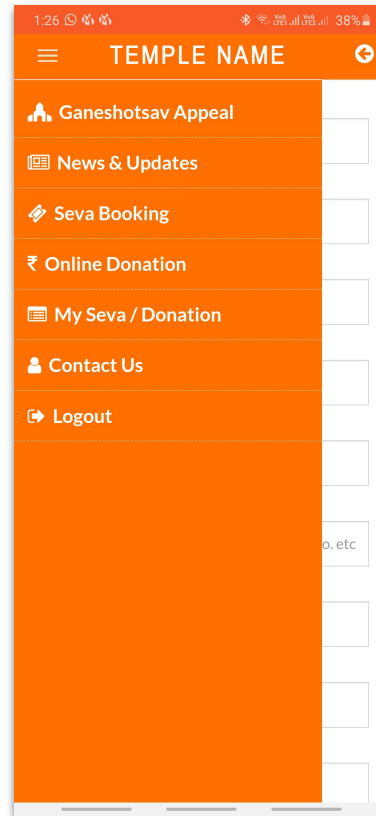 1:26 38%
TEMPLE NAME
Ganeshotsav Appeal
News & Updates
Seva Booking
₹ Online Donation
My Seva / Donation
o. etc
Contact Us
Logout